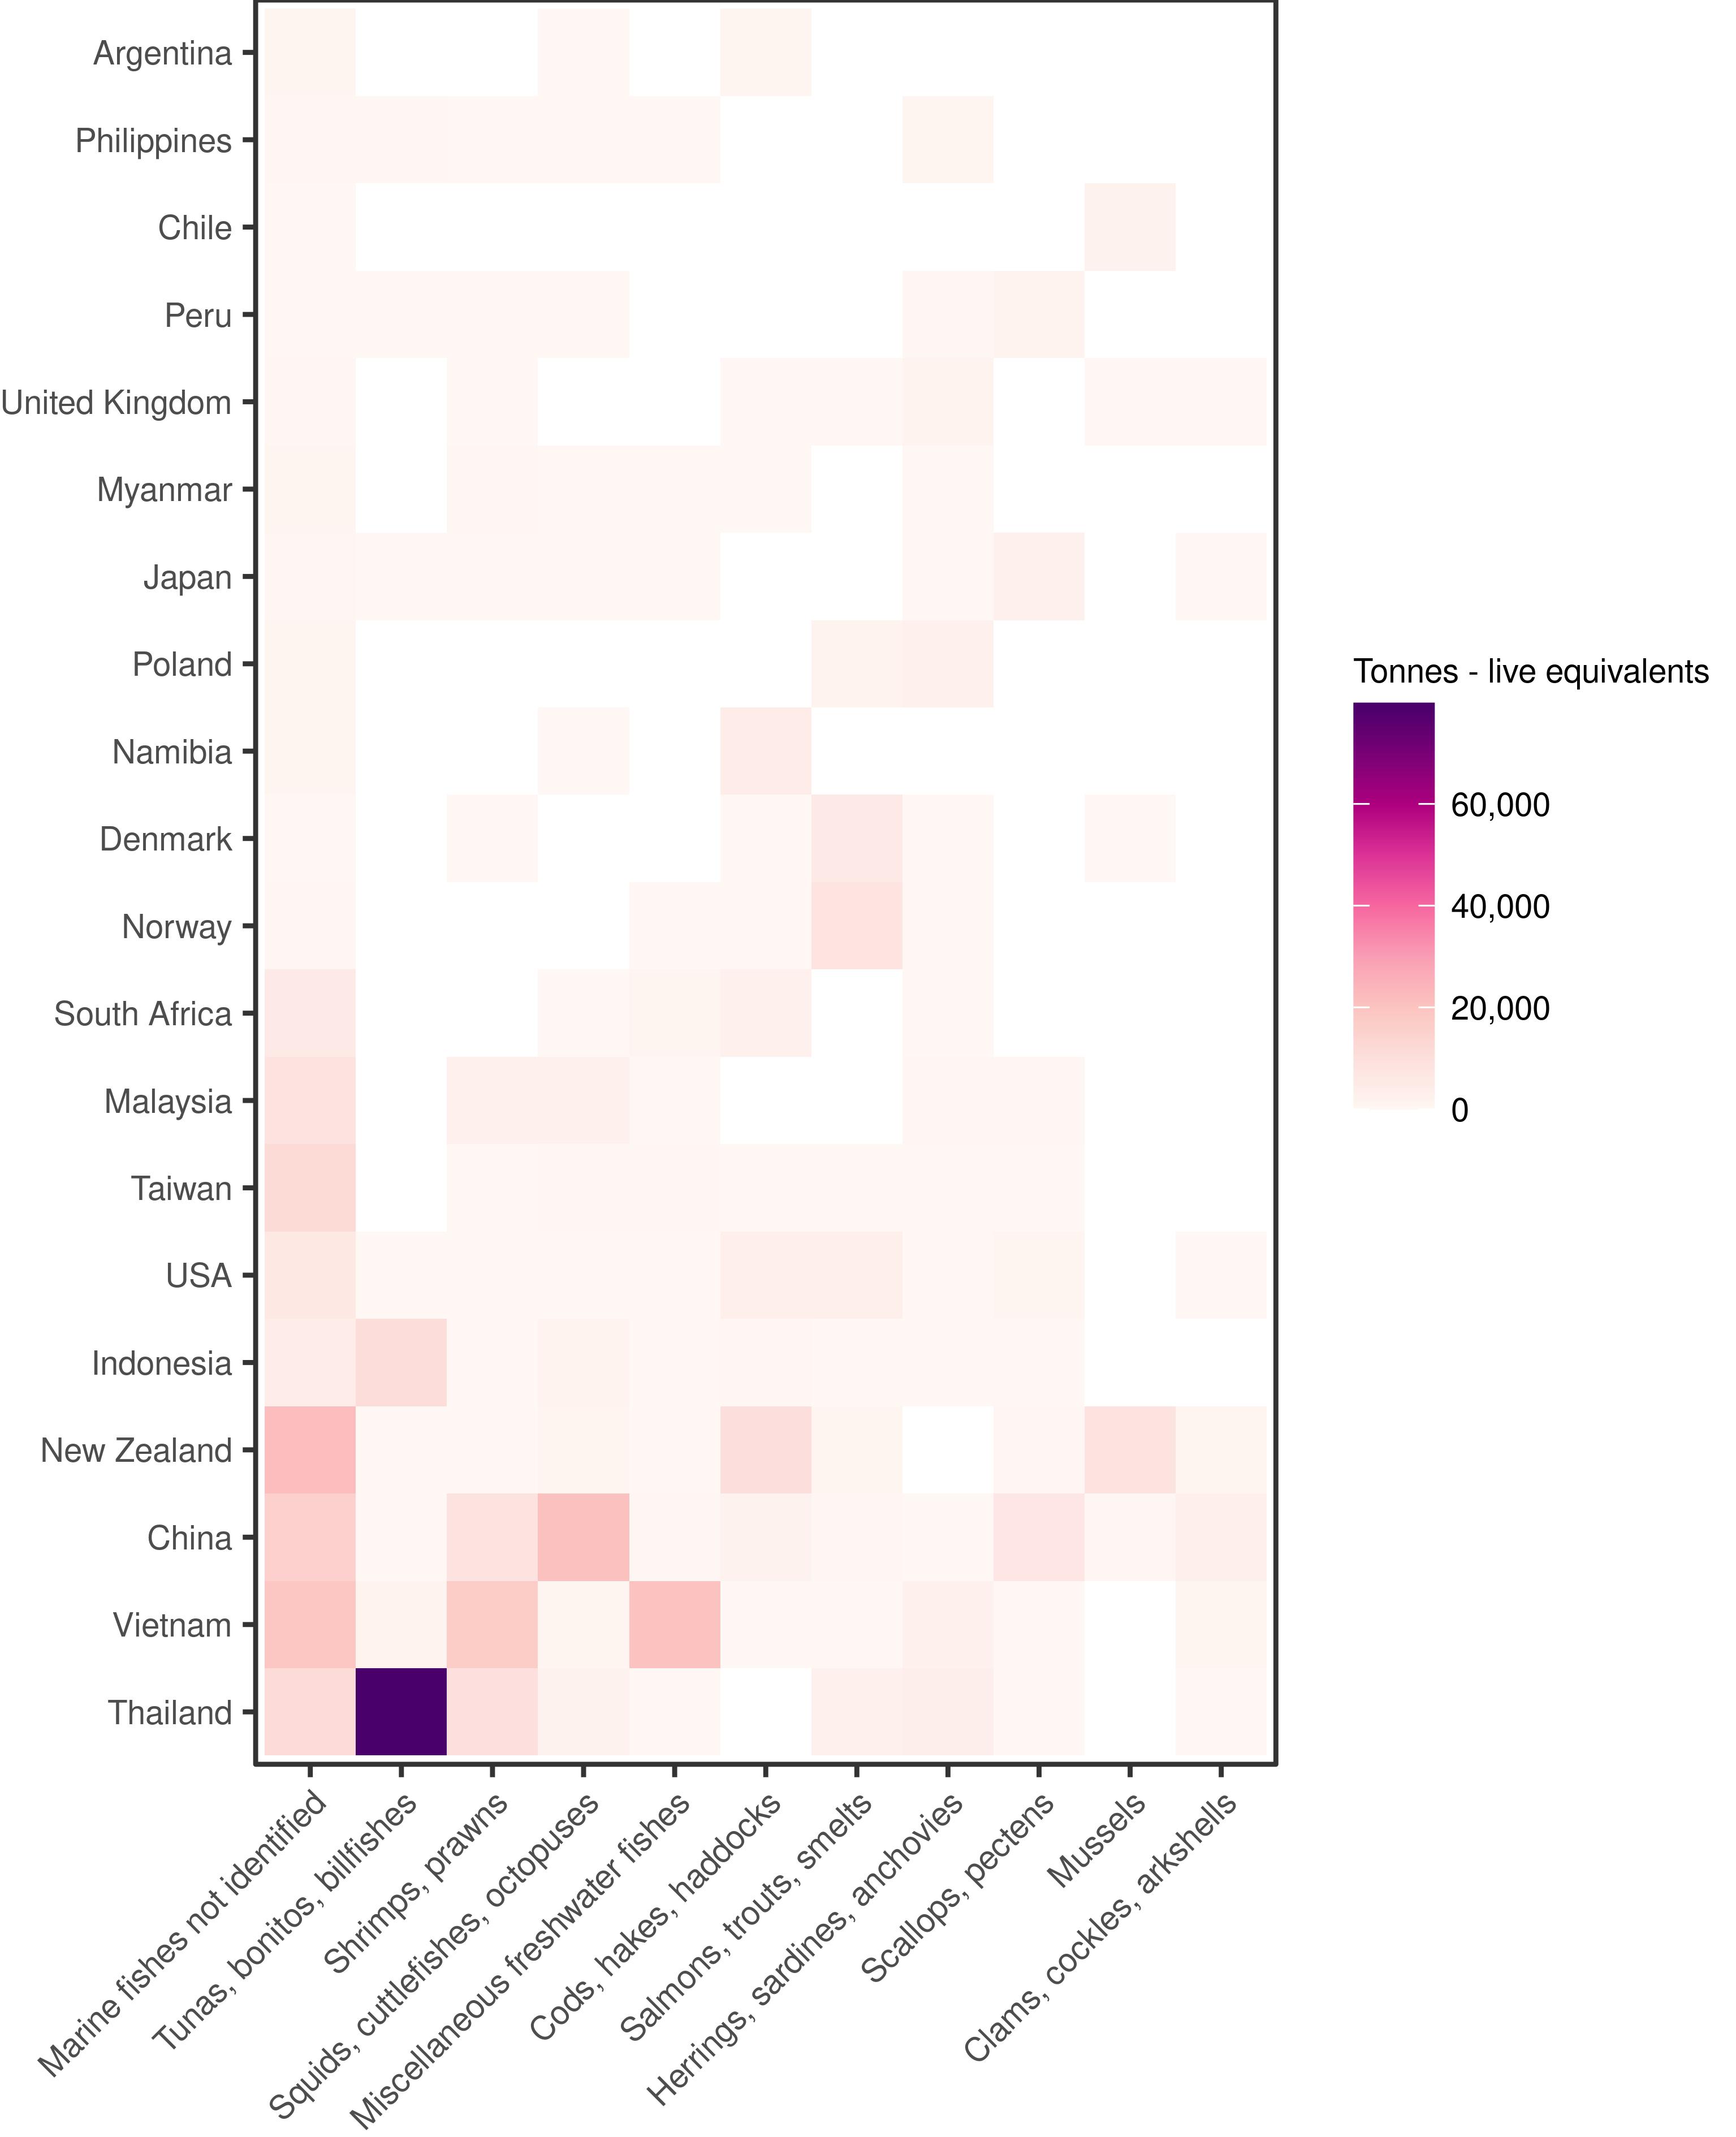 Argentina
Philippines
Chile
Peru
United Kingdom
Myanmar
Japan
Poland
Namibia
Denmark
Norway
South Africa
Malaysia
Taiwan
USA
Indonesia
New Zealand
China
Vietnam
Thailand
Marine fishes not identified
Tunas, bonitos, billfishes
Shrimps, prawns
Squids, cuttlefishes, octopuses
Miscellaneous freshwater fishes
Cods, hakes, haddocks
Salmons, trouts, smelts
Herrings, sardines, anchovies
Scallops, pectens
Mussels
Clams, cockles, arkshells
Tonnes - live equivalents
60,000
40,000
20,000
0